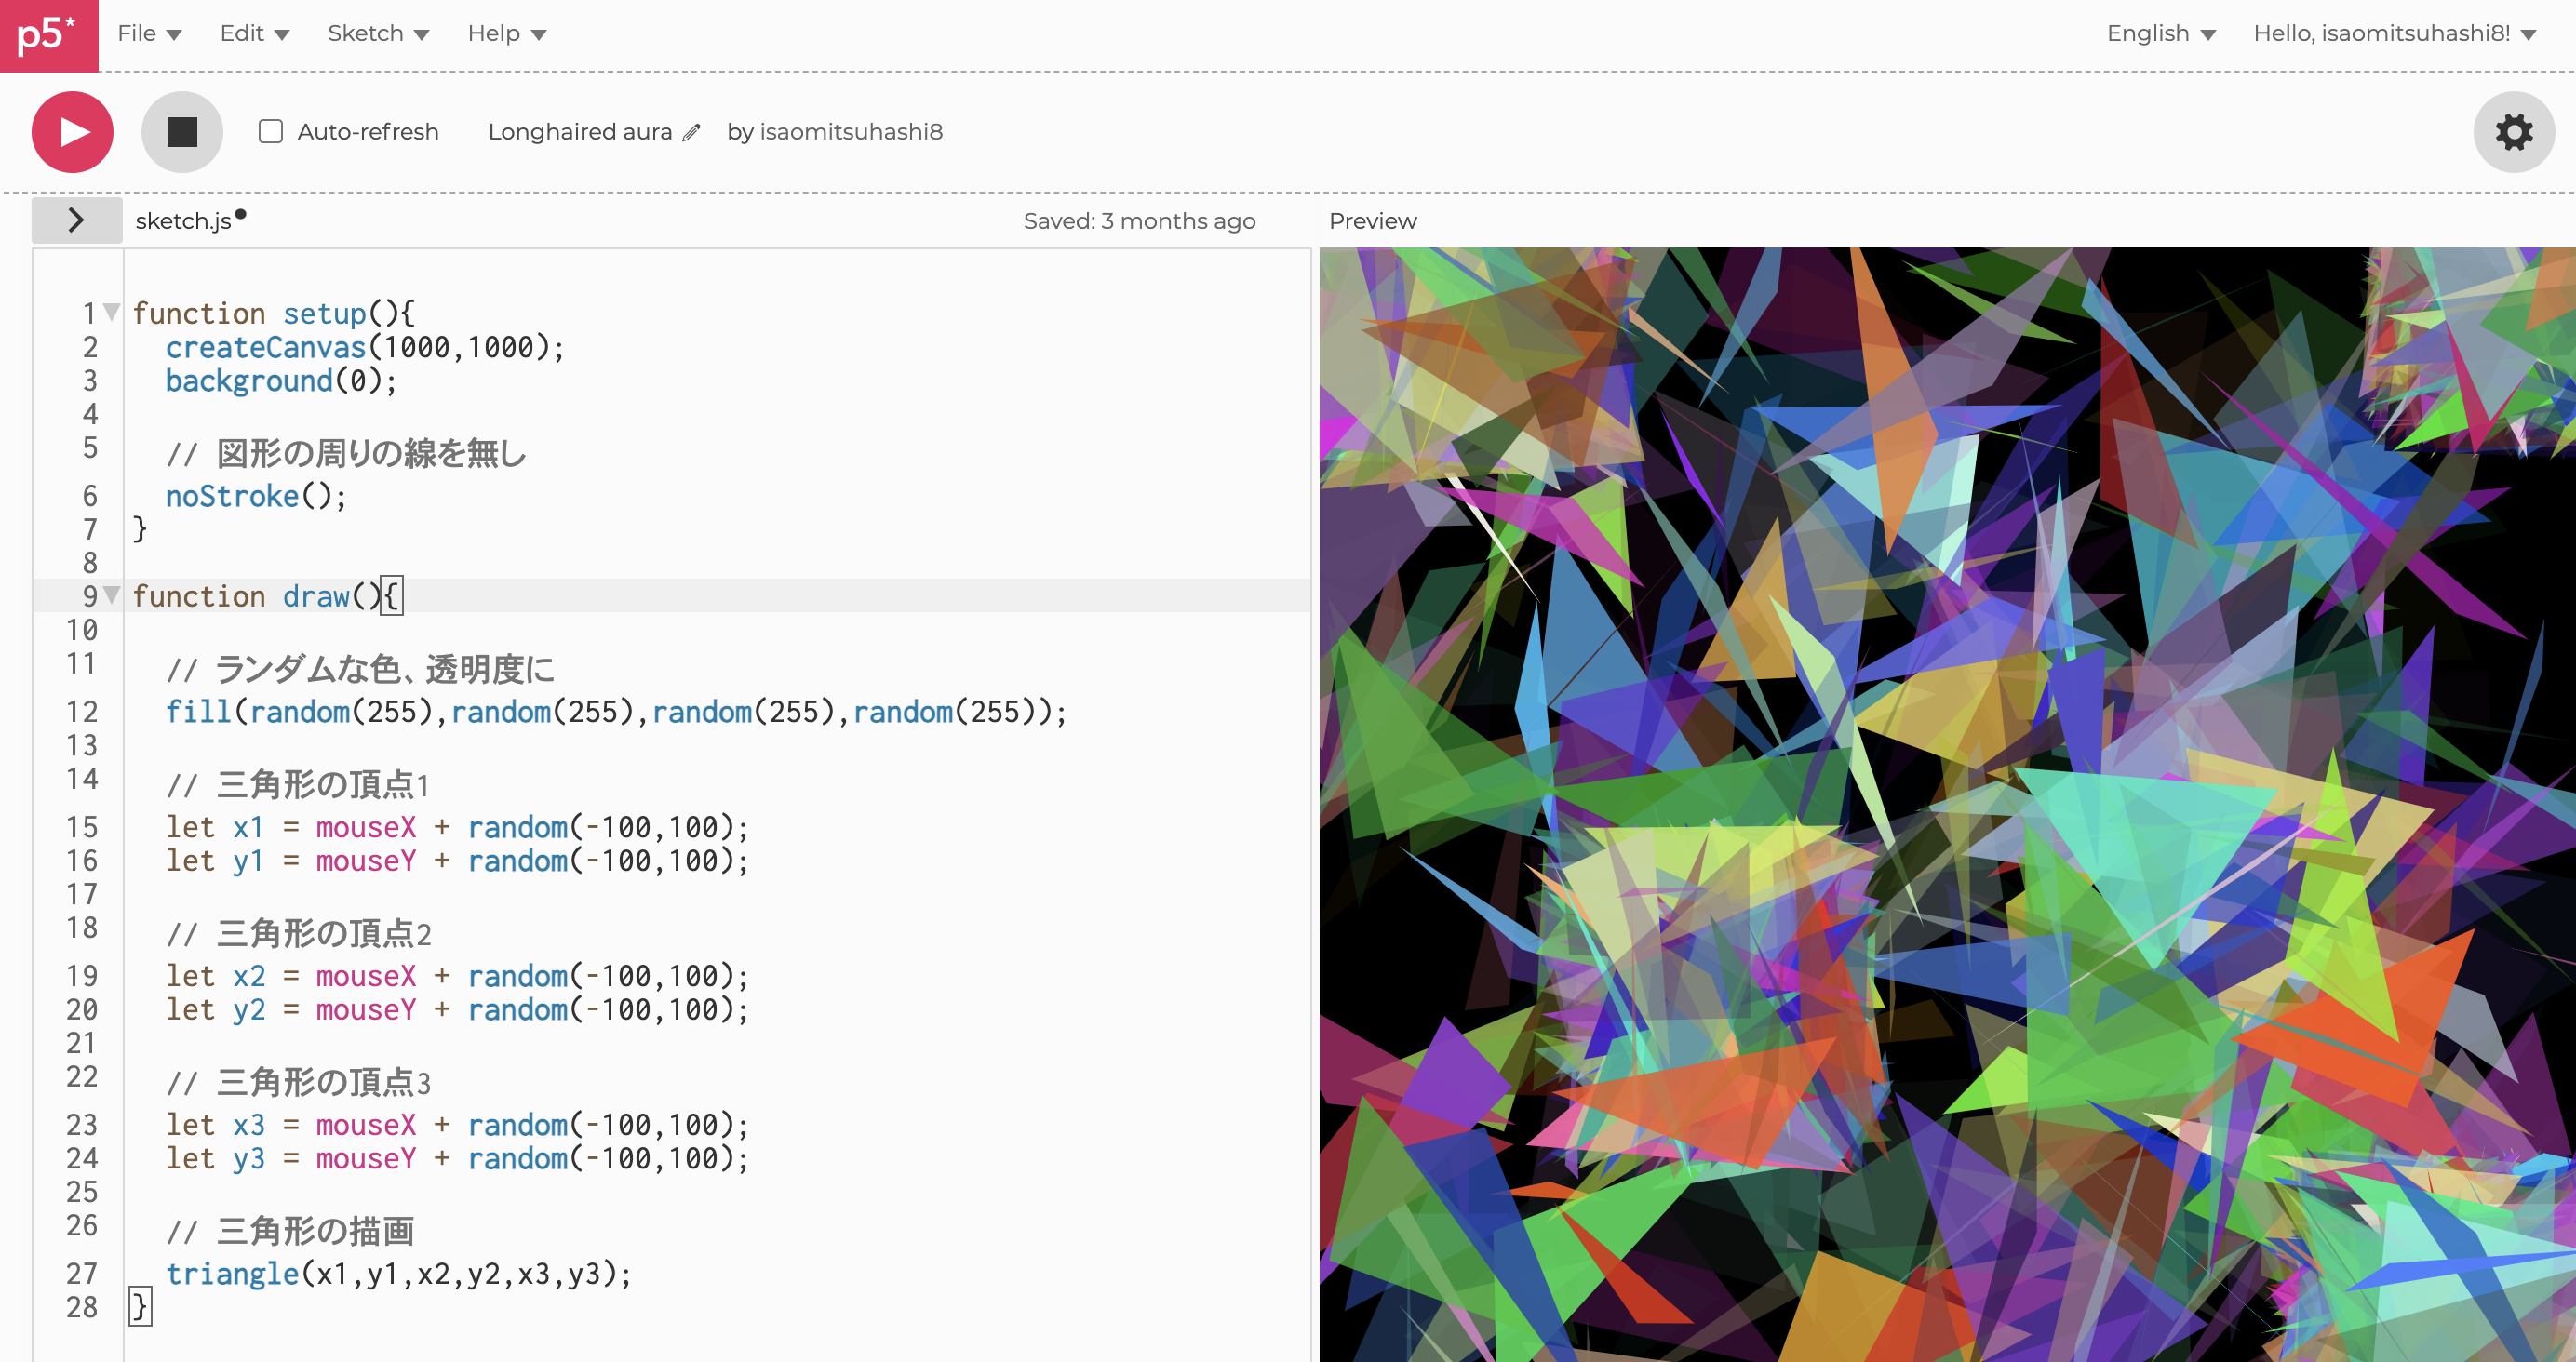 p5* File Edit Sketch Help English Hello, isaomitsuhashi8!
Auto-refresh Longhaired aura by isaomitsuhashi8
sketch.js Saved: 3 months ago Preview
1 function setup(){
2 createCanvas(1000,1000);
3 background(0);
4
5 // 図形の周りの線を無し
6 noStroke();
7 }
8
9 function draw(){
10
11 // ランダムな色、透明度に
12 fill(random(255),random(255),random(255),random(255));
13
14 // 三角形の頂点1
15 let x1 = mouseX + random(-100,100);
16 let y1 = mouseY + random(-100,100);
17
18 // 三角形の頂点2
19 let x2 = mouseX + random(-100,100);
20 let y2 = mouseY + random(-100,100);
21
22 // 三角形の頂点3
23 let x3 = mouseX + random(-100,100);
24 let y3 = mouseY + random(-100,100);
25
26 // 三角形の描画
27 triangle(x1,y1,x2,y2,x3,y3);
28 }